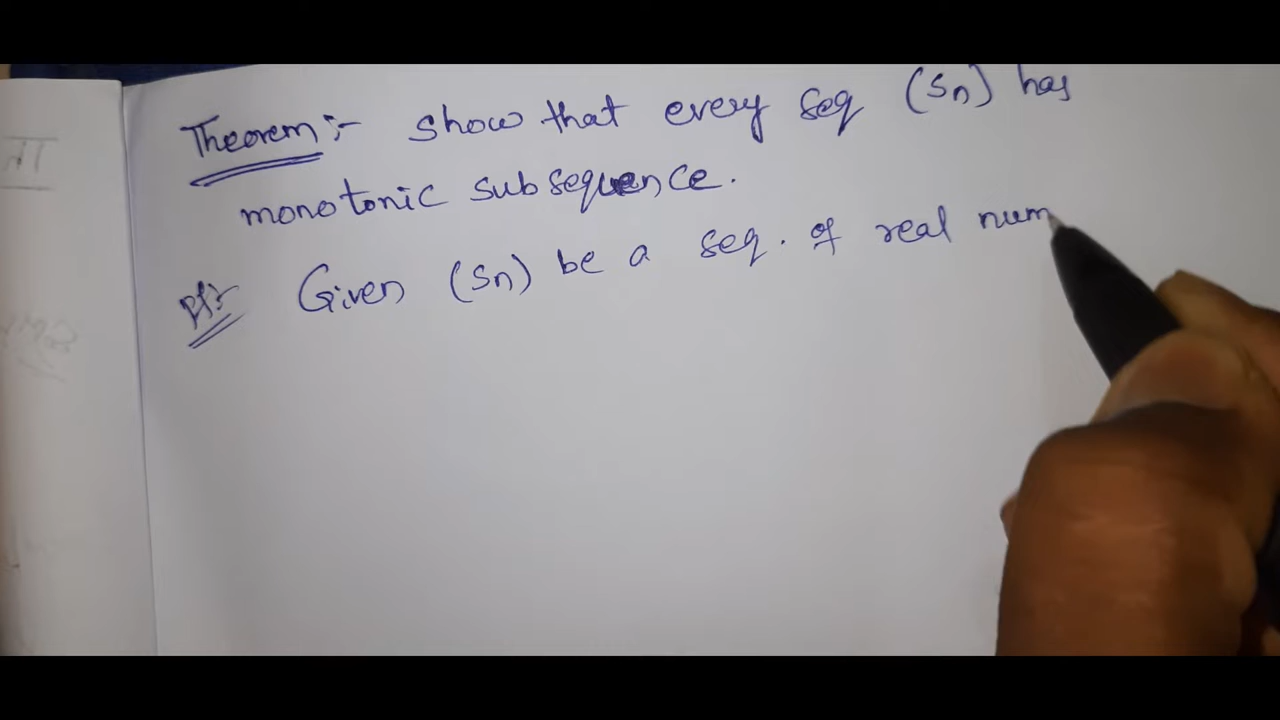 Theorem :- show that every seq (Sn) has
monotonic subsequence.
Pf:- Given (Sn) be a seq. of real num